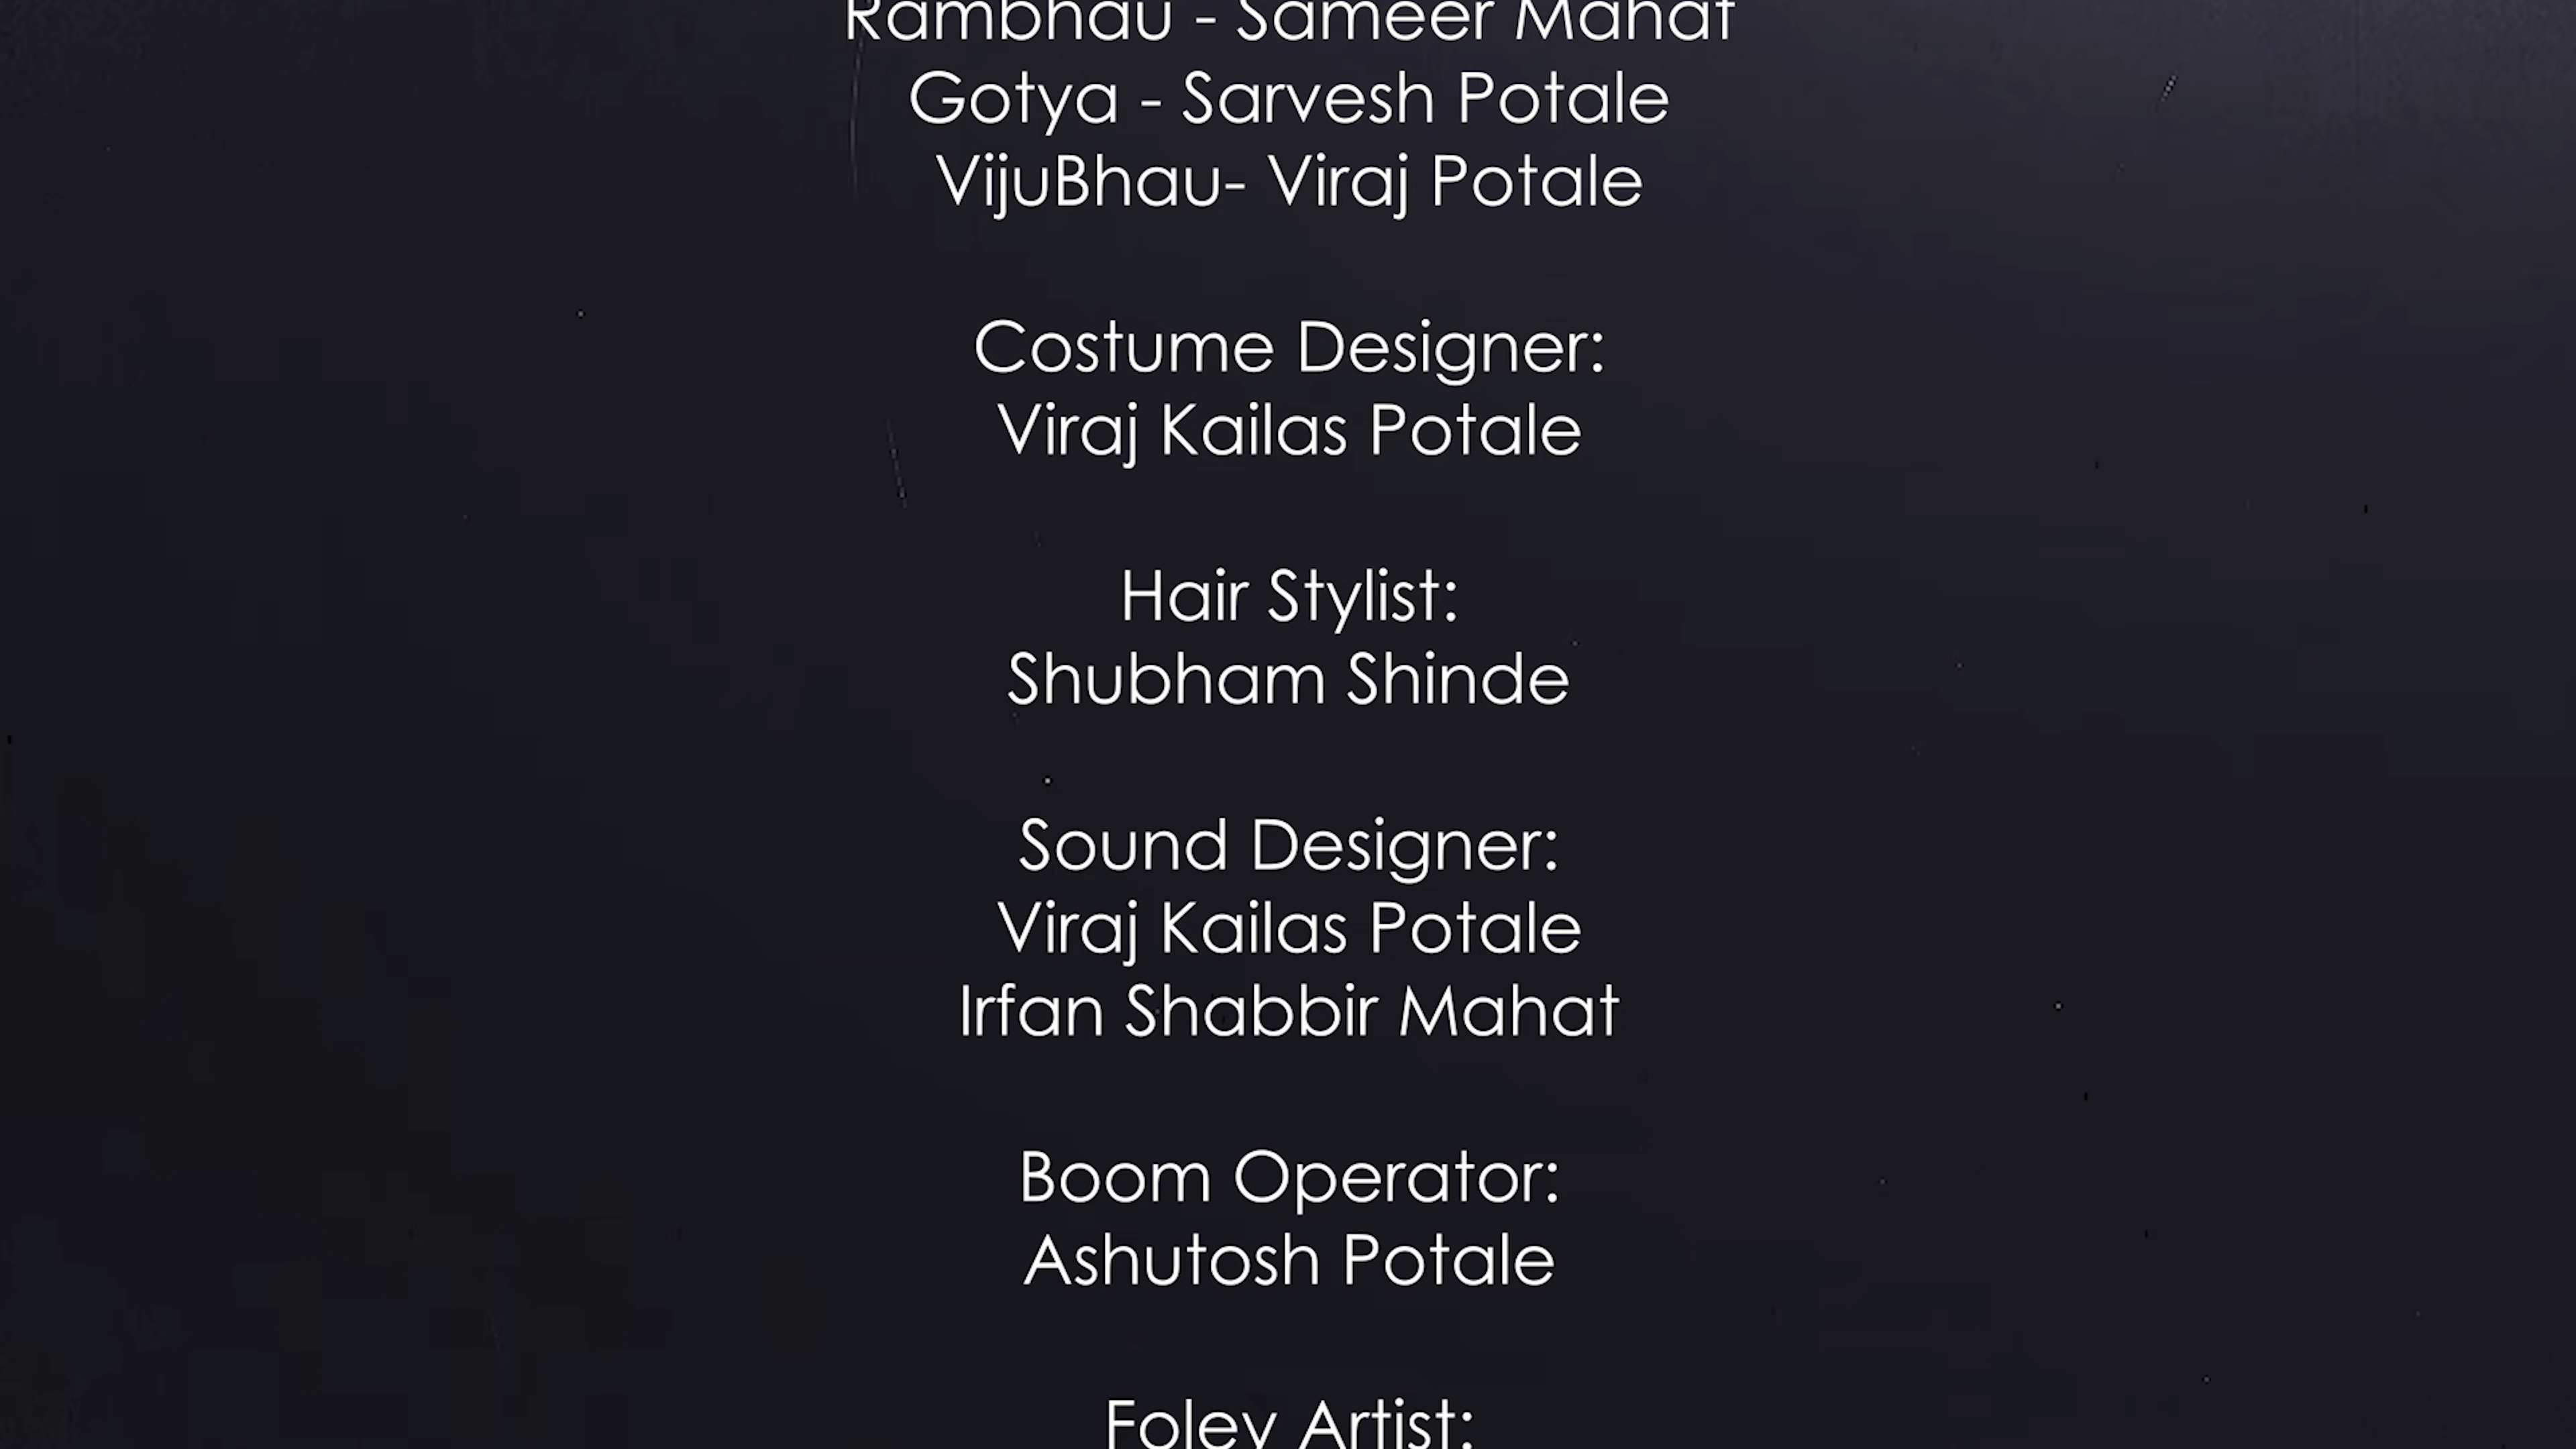 Rambhau - Sameer Mahat
Gotya - Sarvesh Potale
VijuBhau- Viraj Potale
Costume Designer:
Viraj Kailas Potale
Hair Stylist:
Shubham Shinde
Sound Designer:
Viraj Kailas Potale
Irfan Shabbir Mahat
Boom Operator:
Ashutosh Potale
Foley Artist: